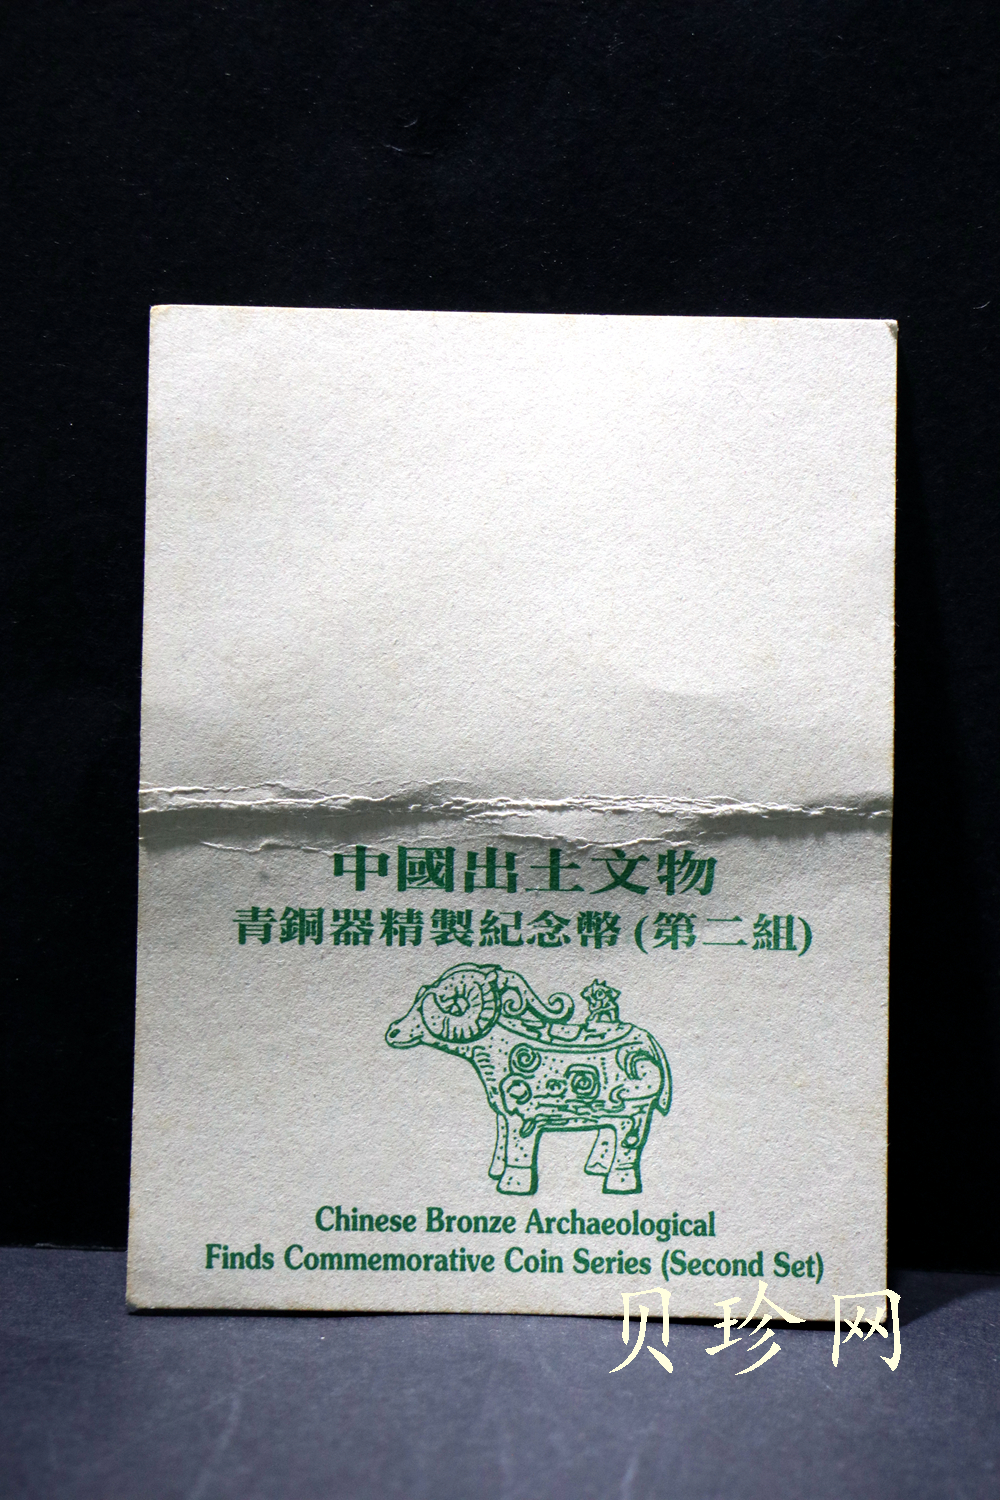 中國出土文物
青銅器精製紀念幣(第二組)
Chinese Bronze Archaeological
Finds Commemorative Coin Series (Second Set)
贝珍网